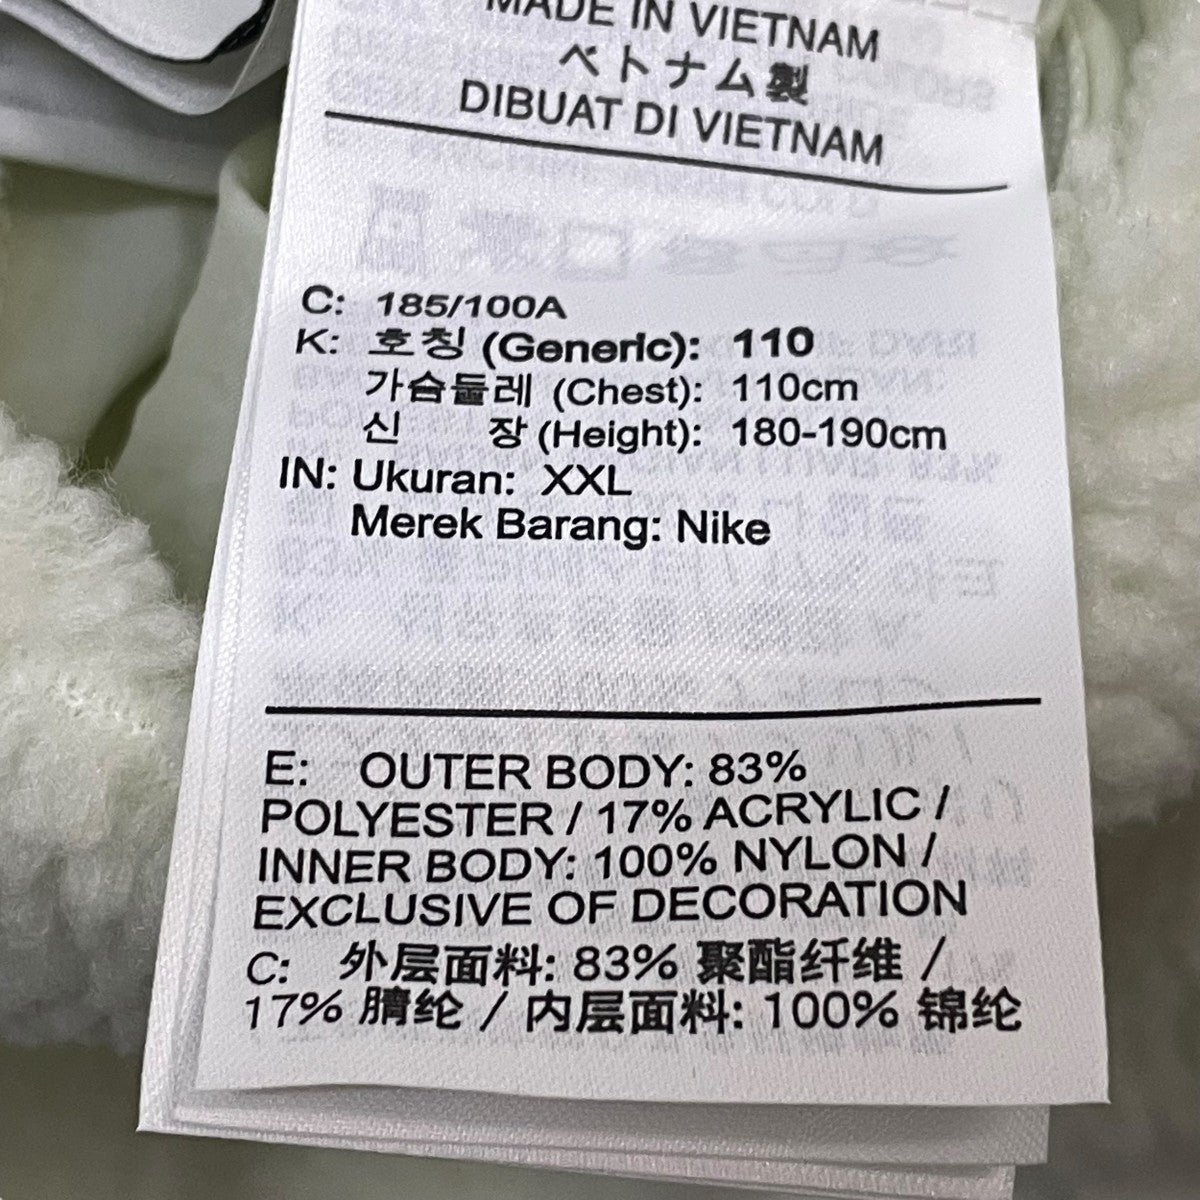 MADE IN VIETNAM
ベトナム製
DIBUAT DI VIETNAM
C: 185/100A
K: 호칭 (Generic): 110
가슴둘레 (Chest): 110cm
신 장 (Height): 180-190cm
IN: Ukuran: XXL
Merek Barang: Nike
E: OUTER BODY: 83%
POLYESTER / 17% ACRYLIC /
INNER BODY: 100% NYLON /
EXCLUSIVE OF DECORATION
C: 外层面料: 83% 聚酯纤维 /
17% 腈纶 / 内层面料: 100% 锦纶